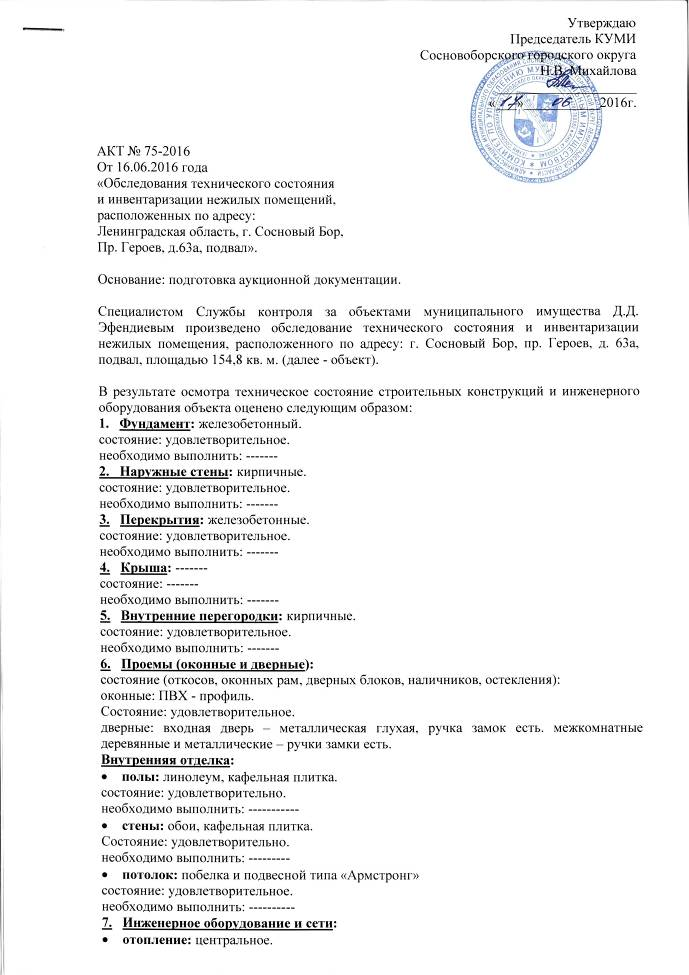 Утверждаю
Председатель КУМИ
Сосновоборского городского округа
Н.В. Михайлова
« 17 » 06 2016г.
АКТ № 75-2016
От 16.06.2016 года
«Обследования технического состояния
и инвентаризации нежилых помещений,
расположенных по адресу:
Ленинградская область, г. Сосновый Бор,
Пр. Героев, д.63а, подвал».
Основание: подготовка аукционной документации.
Специалистом Службы контроля за объектами муниципального имущества Д.Д.
Эфендиевым произведено обследование технического состояния и инвентаризации
нежилых помещения, расположенного по адресу: г. Сосновый Бор, пр. Героев, д. 63а,
подвал, площадью 154,8 кв. м. (далее - объект).
В результате осмотра техническое состояние строительных конструкций и инженерного
оборудования объекта оценено следующим образом:
1. Фундамент: железобетонный.
состояние: удовлетворительное.
необходимо выполнить: -------
2. Наружные стены: кирпичные.
состояние: удовлетворительное.
необходимо выполнить: -------
3. Перекрытия: железобетонные.
состояние: удовлетворительное.
необходимо выполнить: -------
4. Крыша: -------
состояние: -------
необходимо выполнить: -------
5. Внутренние перегородки: кирпичные.
состояние: удовлетворительное.
необходимо выполнить: -------
6. Проемы (оконные и дверные):
состояние (откосов, оконных рам, дверных блоков, наличников, остекления):
оконные: ПВХ - профиль.
Состояние: удовлетворительное.
дверные: входная дверь – металлическая глухая, ручка замок есть. межкомнатные
деревянные и металлические – ручки замки есть.
Внутренняя отделка:
• полы: линолеум, кафельная плитка.
состояние: удовлетворительно.
необходимо выполнить: -----------
• стены: обои, кафельная плитка.
Состояние: удовлетворительно.
необходимо выполнить: ---------
• потолок: побелка и подвесной типа «Армстронг»
состояние: удовлетворительное.
необходимо выполнить: ----------
7. Инженерное оборудование и сети:
• отопление: центральное.